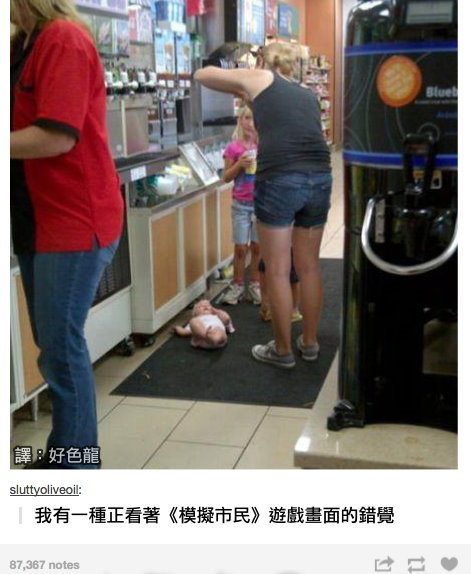 Blueb
譯：好色龍
sluttyoliveoil:
我有一種正看著《模擬市民》遊戲畫面的錯覺
87,367 notes